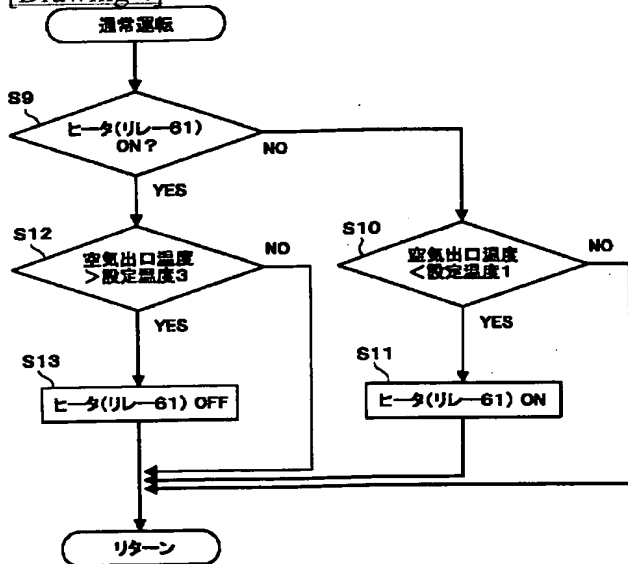 通常運転
S9
ヒータ(リレー61)
ON?
NO
YES
S12
空気出口温度
>設定温度3
NO
YES
S10
空気出口温度
<設定温度1
NO
YES
S13
ヒータ(リレー61) OFF
S11
ヒータ(リレー61) ON
リターン